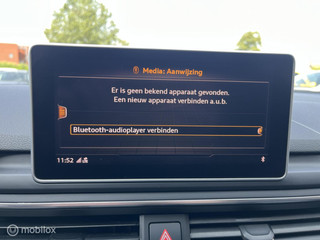 Media: Aanwijzing
Er is geen bekend apparaat gevonden.
Een nieuw apparaat verbinden a.u.b.
Bluetooth-audioplayer verbinden
11:52
mobilox